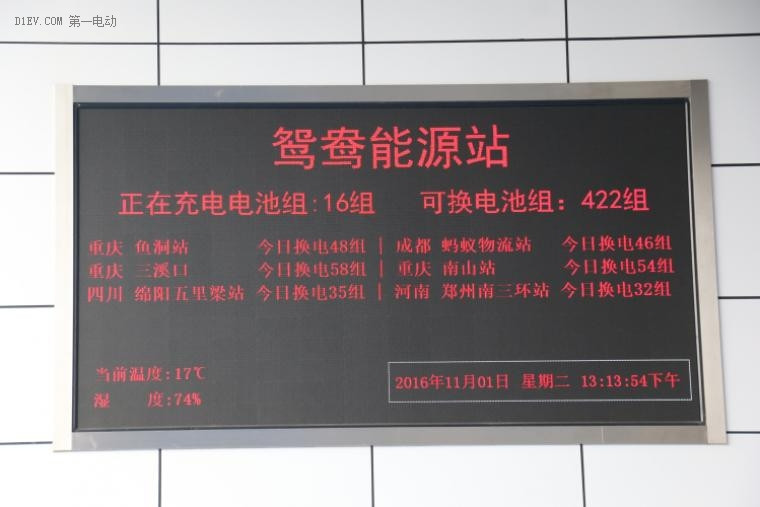 D1EV.COM 第一电动
鸳鸯能源站
正在充电电池组:16组 可换电池组：422组
重庆 鱼洞站 今日换电48组 | 成都 蚂蚁物流站 今日换电46组
重庆 三溪口 今日换电58组 | 重庆 南山站 今日换电54组
四川 绵阳五里梁站 今日换电35组 | 河南 郑州南三环站 今日换电32组
当前温度:17℃
湿 度:74%
2016年11月01日 星期二 13:13:54下午